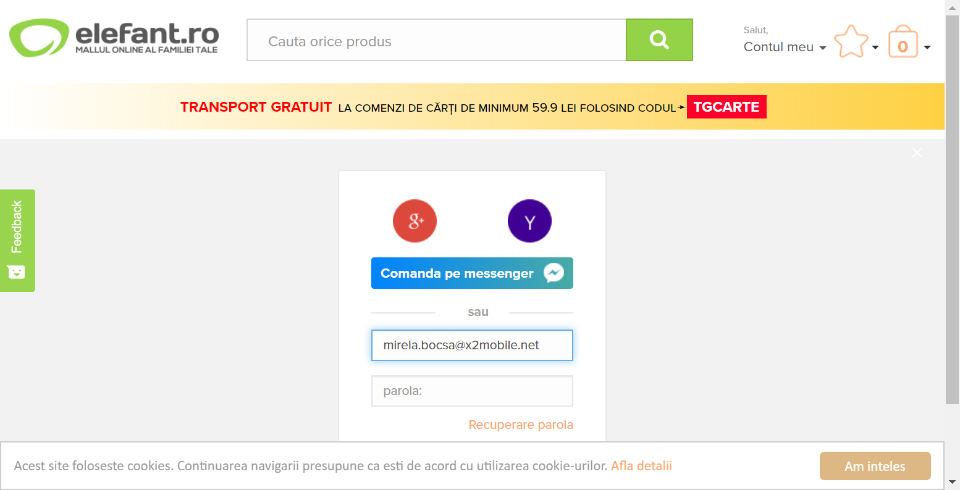 elefant.ro
MALLUL ONLINE AL FAMILIEI TALE
Cauta orice produs
Salut,
Contul meu
0
TRANSPORT GRATUIT LA COMENZI DE CĂRȚI DE MINIMUM 59.9 LEI FOLOSIND CODUL TGCARTE
Feedback
g+
Y
Comanda pe messenger
sau
mirela.bocsa@x2mobile.net
parola:
Recuperare parola
Acest site foloseste cookies. Continuarea navigarii presupune ca esti de acord cu utilizarea cookie-urilor. Afla detalii
Am inteles